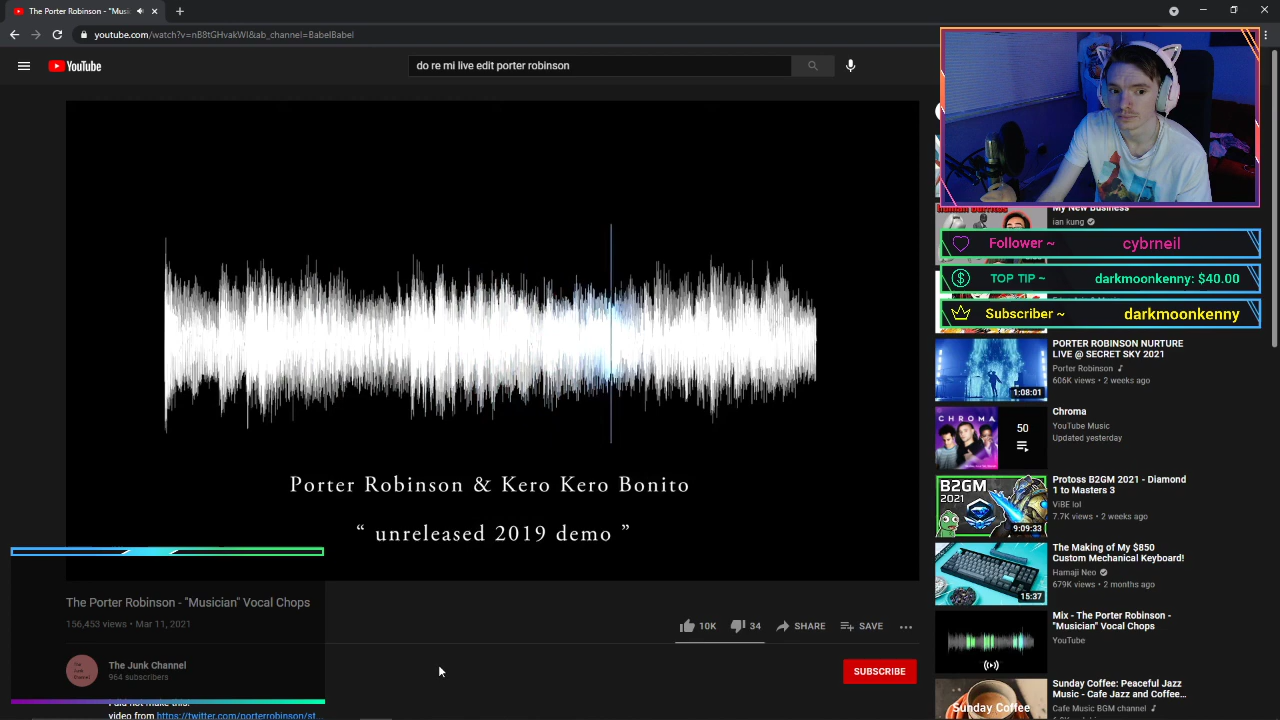 The Porter Robinson - "Musi
youtube.com/watch?v=nB8tGHvakWI&ab_channel=BabelBabel
YouTube
do re mi live edit porter robinson
Porter Robinson & Kero Kero Bonito
“ unreleased 2019 demo ”
The Porter Robinson - "Musician" Vocal Chops
156,453 views • Mar 11, 2021
10K
34
SHARE
SAVE
The Junk Channel
964 subscribers
SUBSCRIBE
video from https://twitter.com/porterrobinson/st...
My New Business
ian kung
Follower ~ cybrneil
TOP TIP ~ darkmoonkenny: $40.00
Subscriber ~ darkmoonkenny
1:08:01
PORTER ROBINSON NURTURE
LIVE @ SECRET SKY 2021
Porter Robinson
606K views • 2 weeks ago
CHROMA
50
Chroma
YouTube Music
Updated yesterday
B2GM
2021
9:09:33
Protoss B2GM 2021 - Diamond
1 to Masters 3
ViBE lol
7.7K views • 2 weeks ago
15:37
The Making of My $850
Custom Mechanical Keyboard!
Hamaji Neo
679K views • 2 months ago
Mix - The Porter Robinson -
"Musician" Vocal Chops
YouTube
Sunday Coffee
Sunday Coffee: Peaceful Jazz
Music - Cafe Jazz and Coffee...
Cafe Music BGM channel